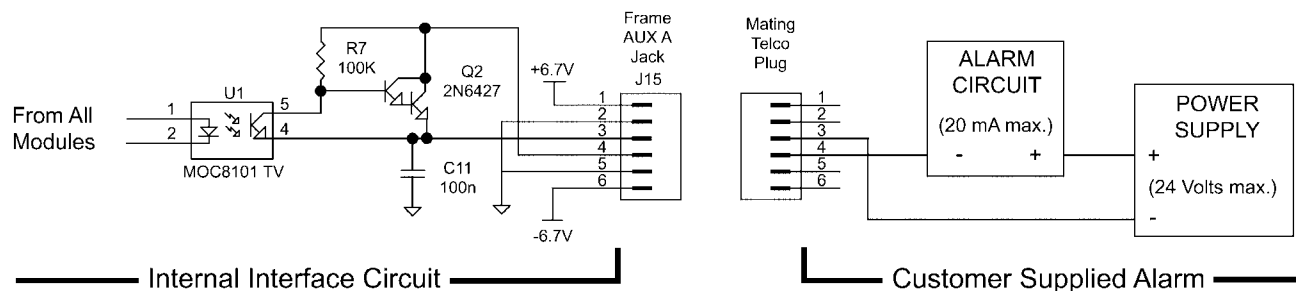 Frame
AUX A
Jack
J15
Mating
Telco
Plug
R7
100K
Q2
2N6427
+6.7V
ALARM
CIRCUIT
(20 mA max.)
- +
POWER
SUPPLY
+
(24 Volts max.)
-
From All
Modules
1
2
U1
5
4
MOC8101 TV
C11
100n
1
2
3
4
5
6
-6.7V
1
2
3
4
5
6
Internal Interface Circuit
Customer Supplied Alarm